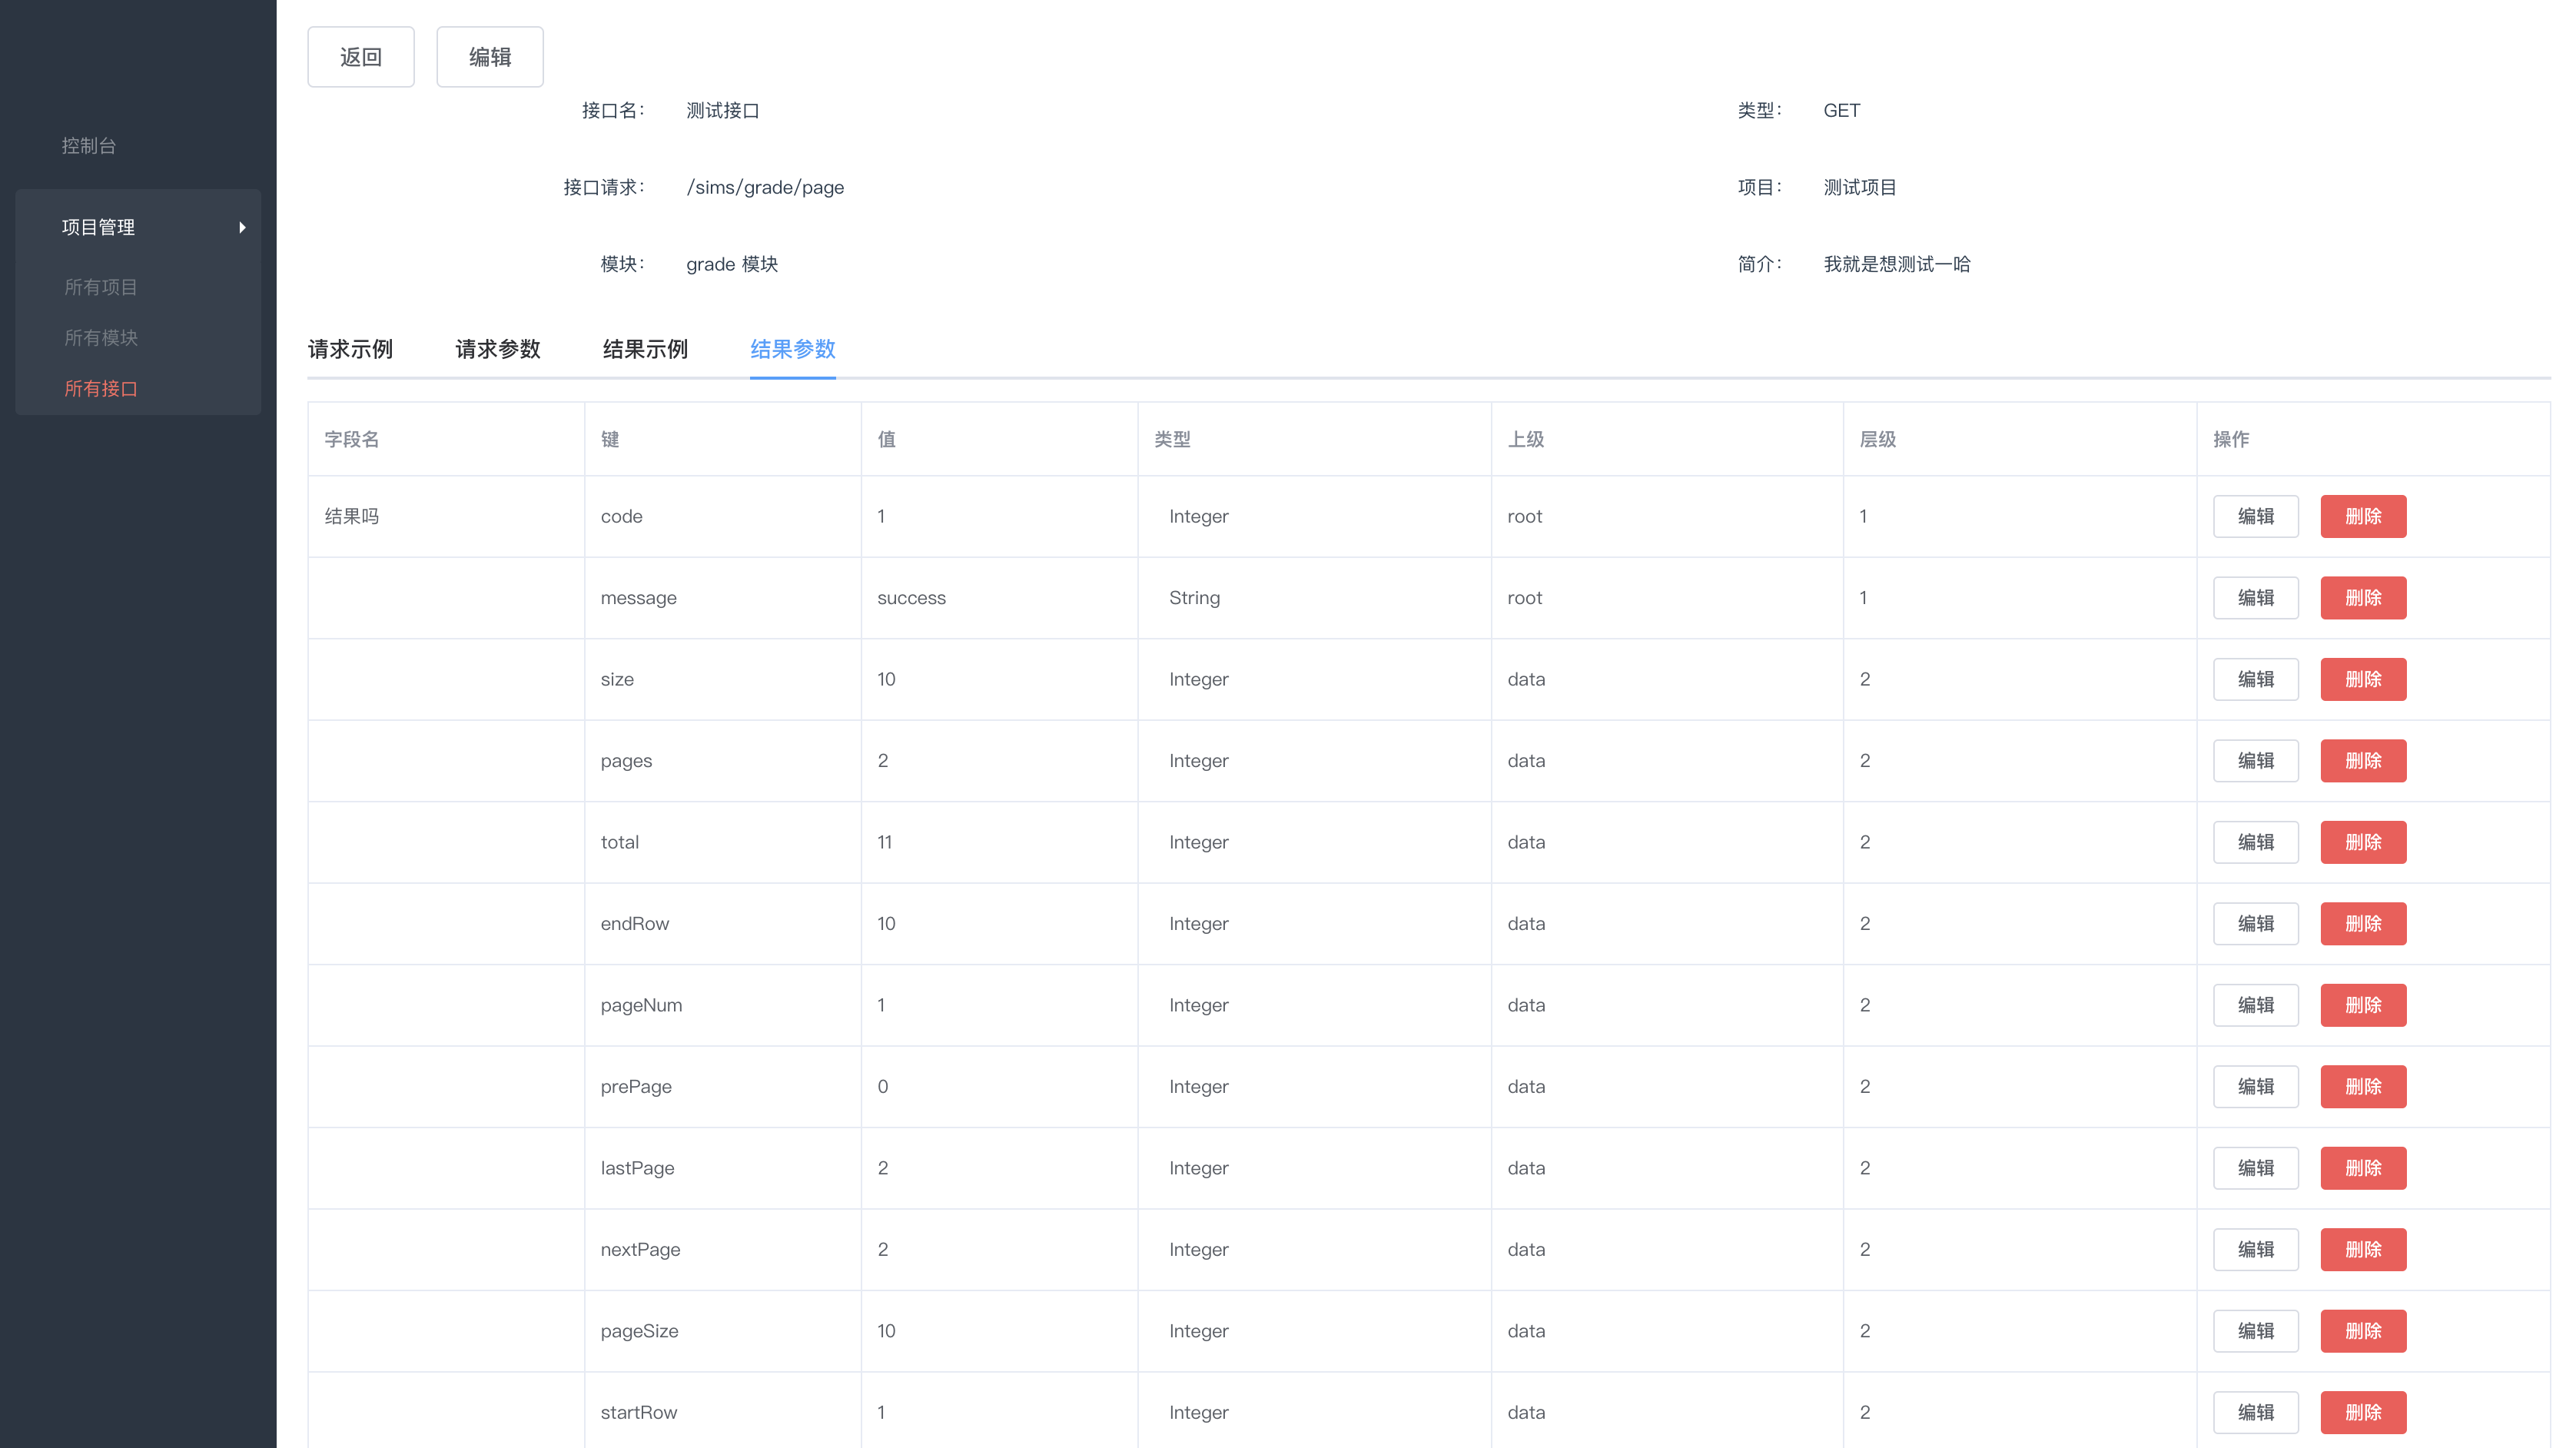 返回 编辑
接口名： 测试接口 类型： GET
控制台
接口请求： /sims/grade/page 项目： 测试项目
项目管理
模块： grade 模块 简介： 我就是想测试一哈
所有项目
所有模块
所有接口
请求示例 请求参数 结果示例 结果参数
字段名 键 值 类型 上级 层级 操作
结果吗 code 1 Integer root 1 编辑 删除
message success String root 1 编辑 删除
size 10 Integer data 2 编辑 删除
pages 2 Integer data 2 编辑 删除
total 11 Integer data 2 编辑 删除
endRow 10 Integer data 2 编辑 删除
pageNum 1 Integer data 2 编辑 删除
prePage 0 Integer data 2 编辑 删除
lastPage 2 Integer data 2 编辑 删除
nextPage 2 Integer data 2 编辑 删除
pageSize 10 Integer data 2 编辑 删除
startRow 1 Integer data 2 编辑 删除